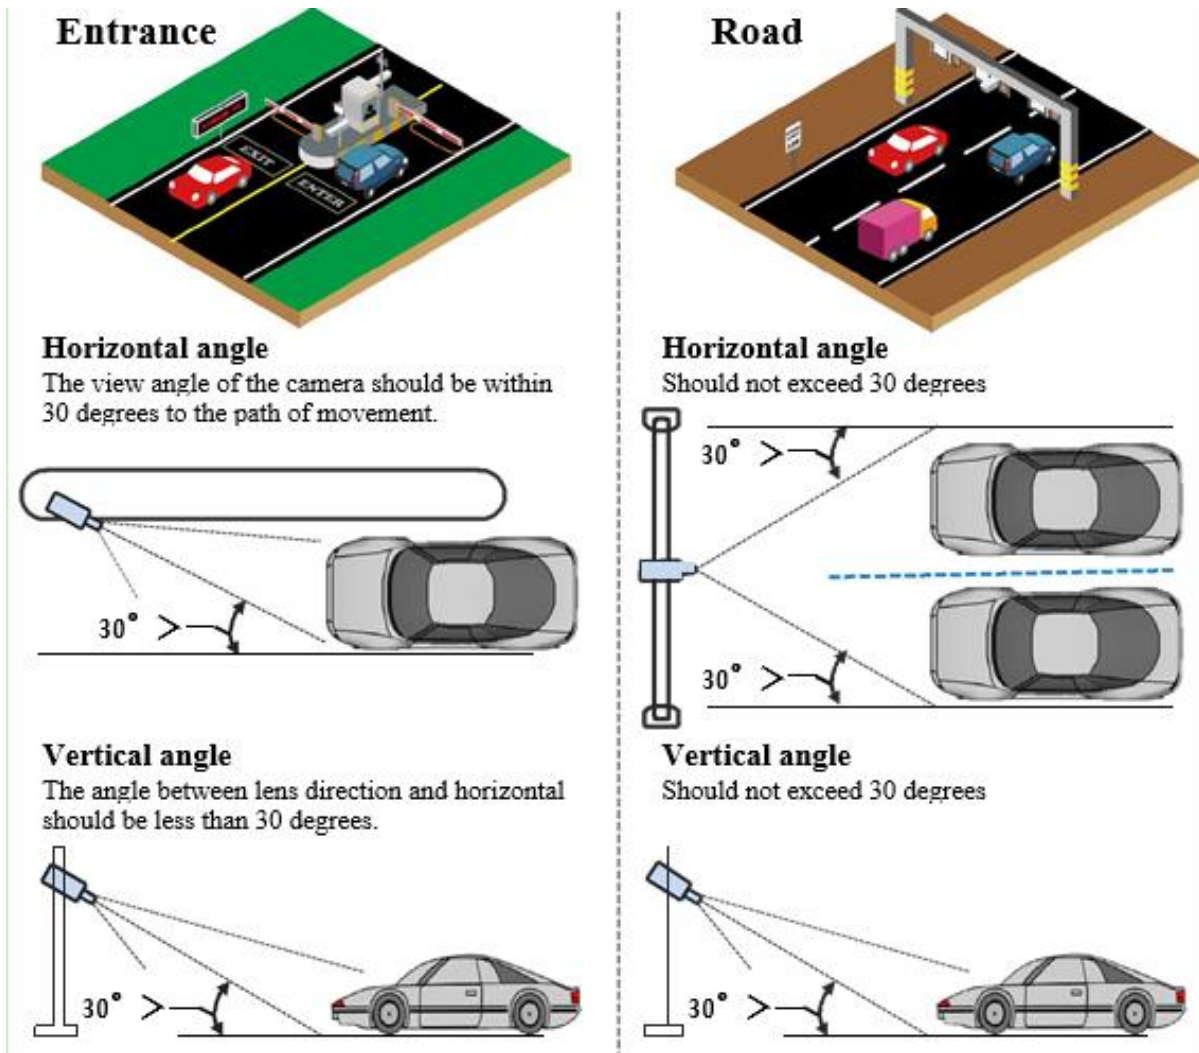 Entrance
EXIT
ENTER
Horizontal angle
The view angle of the camera should be within
30 degrees to the path of movement.
30° >
Vertical angle
The angle between lens direction and horizontal
should be less than 30 degrees.
30° >
Road
Horizontal angle
Should not exceed 30 degrees
30° >
30° >
Vertical angle
Should not exceed 30 degrees
30° >